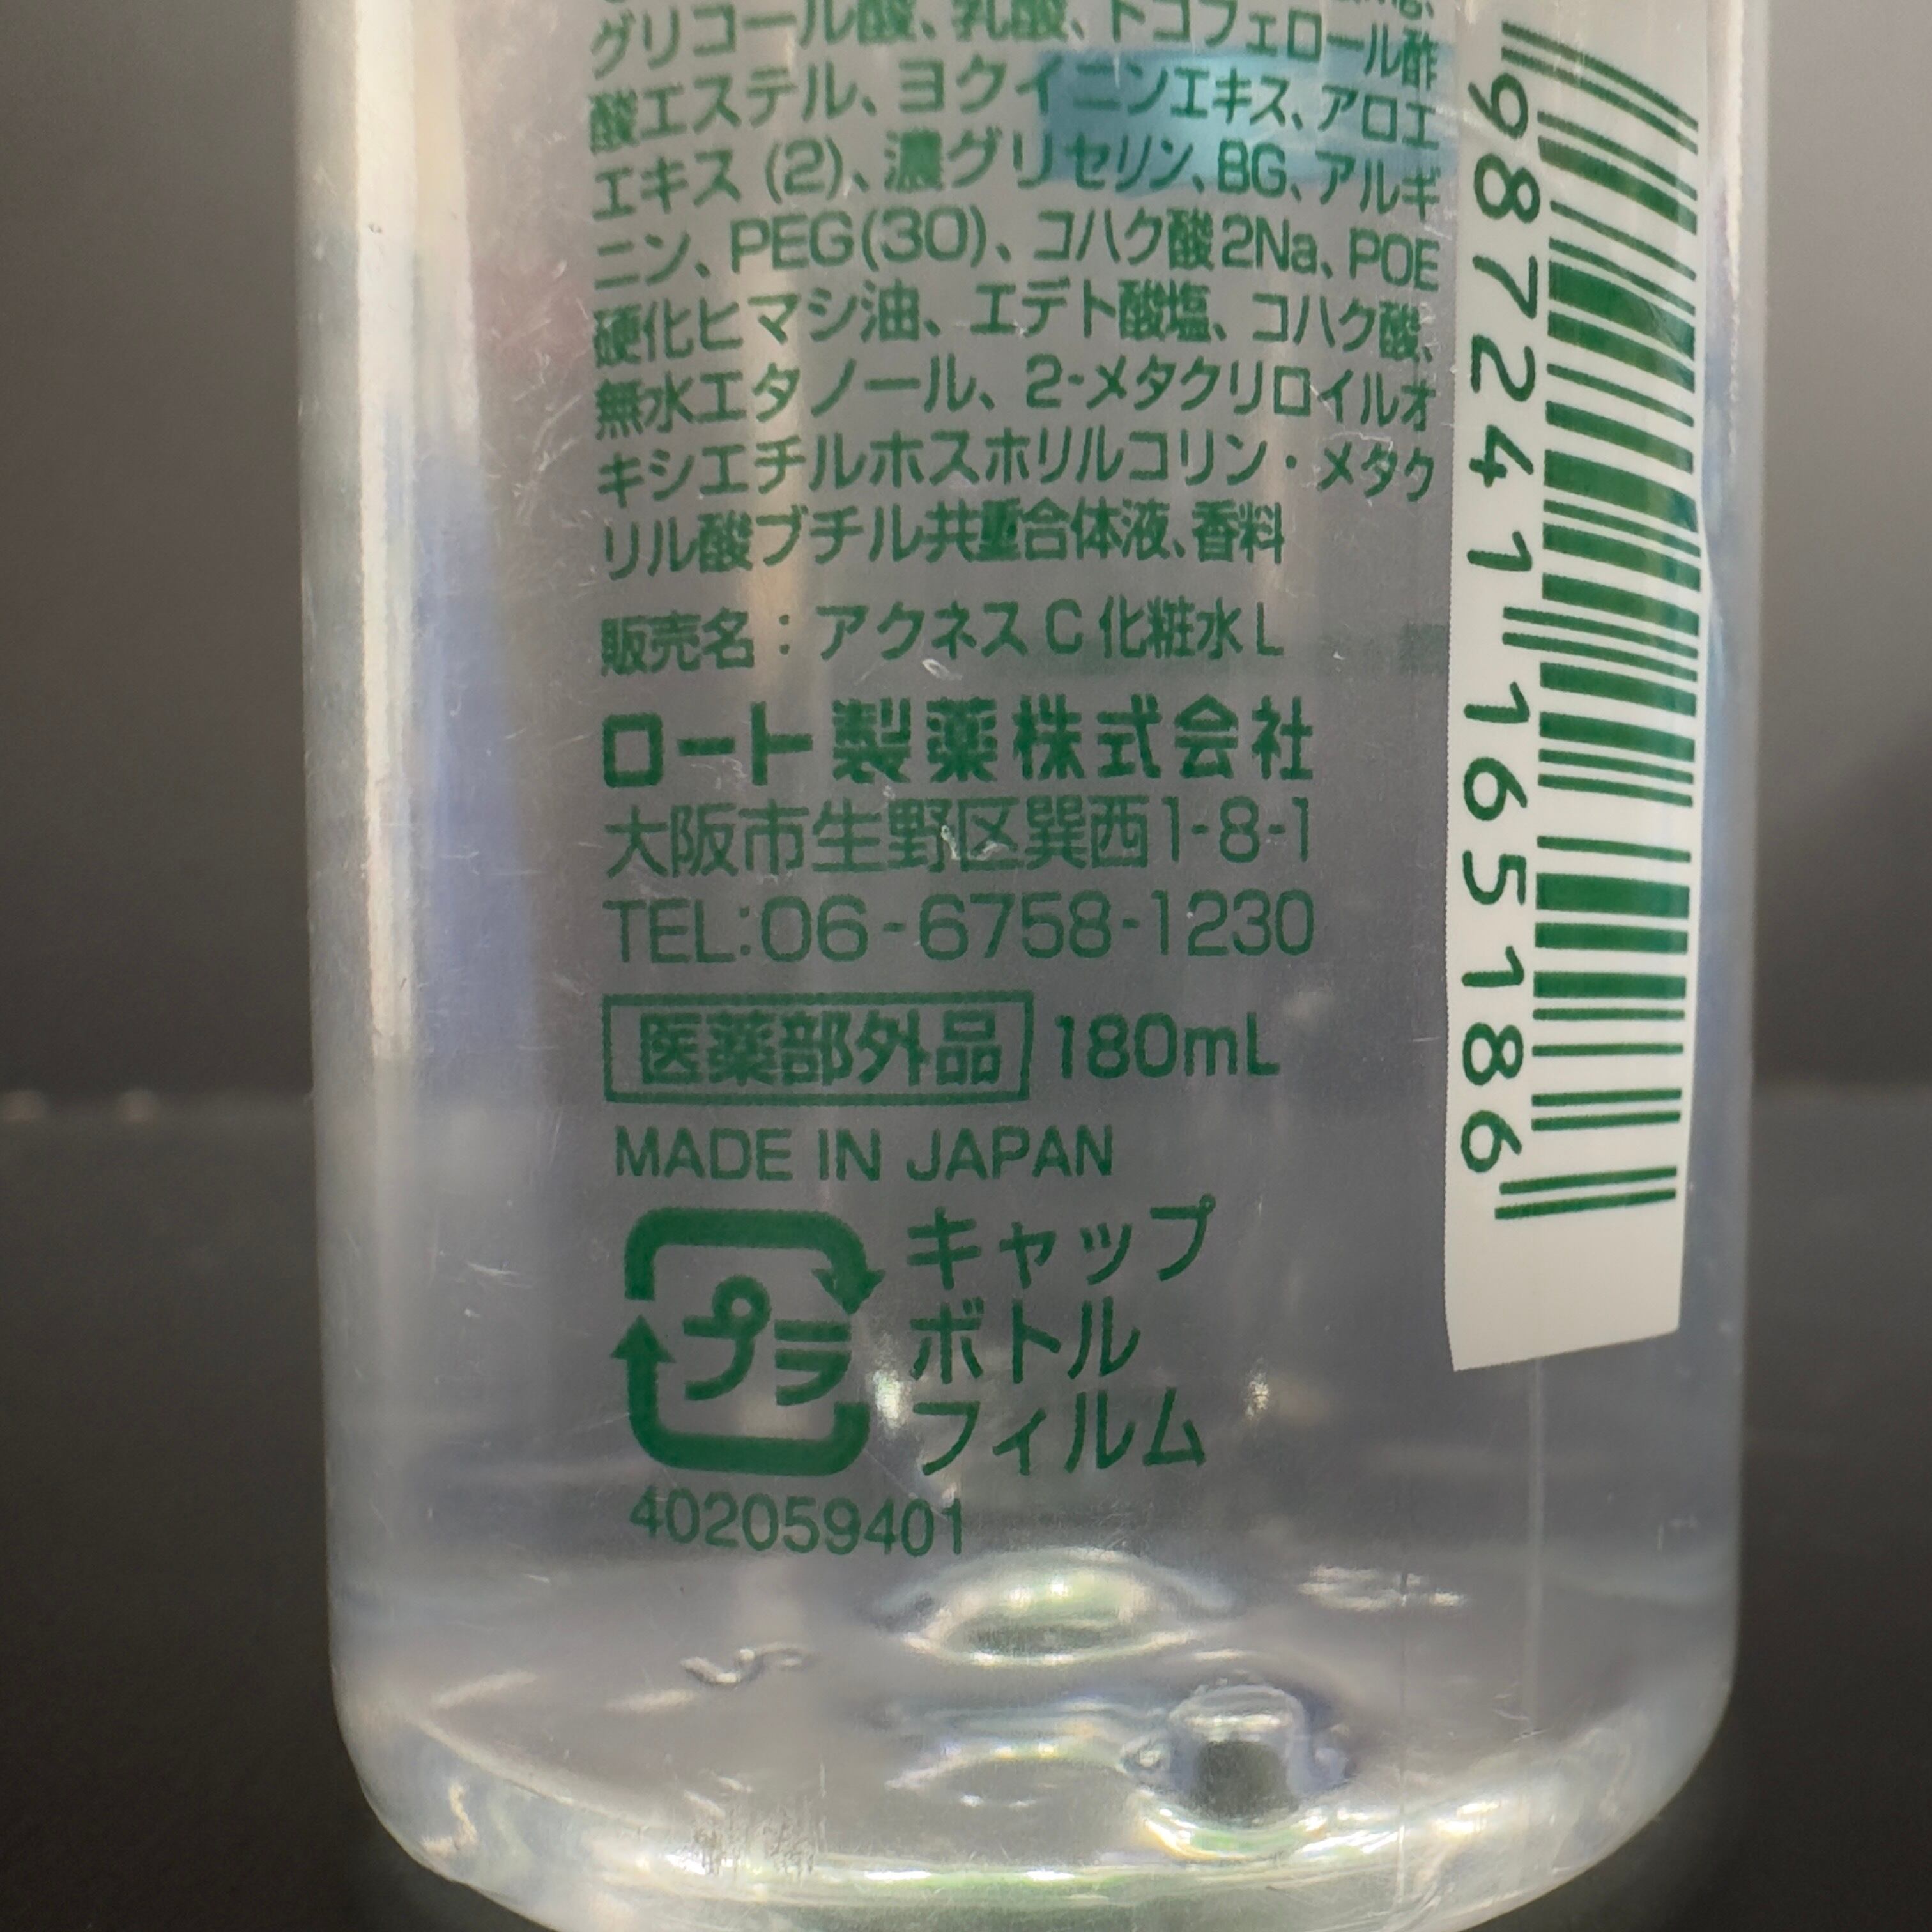 グリコール酸、乳酸、トコフェロール酢
酸エステル、ヨクイニンエキス、アロエ
エキス (2)、濃グリセリン、BG、アルギ
ニン、PEG(30)、コハク酸2Na、POE
硬化ヒマシ油、エデト酸塩、コハク酸、
無水エタノール、2-メタクリロイルオ
キシエチルホスホリルコリン・メタク
リル酸ブチル共重合体液、香料
販売名：アクネス C 化粧水 L
ロート製薬株式会社
大阪市生野区巽西1-8-1
TEL:06-6758-1230
医薬部外品 180mL
MADE IN JAPAN
プラ
キャップ
ボトル
フィルム
402059401
987241 165186